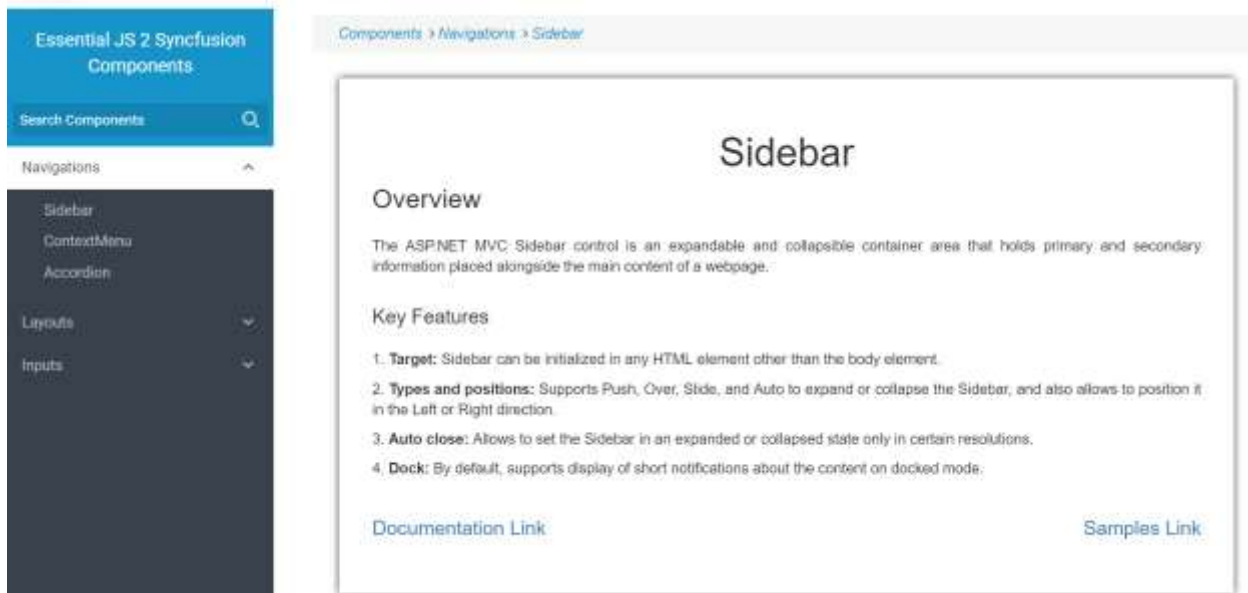 Essential JS 2 Syncfusion
Components
Search Components
Navigations
Sidebar
ContextMenu
Accordion
Layouts
Inputs
Components > Navigations > Sidebar
Sidebar
Overview
The ASP.NET MVC Sidebar control is an expandable and collapsible container area that holds primary and secondary
information placed alongside the main content of a webpage.
Key Features
1. Target: Sidebar can be initialized in any HTML element other than the body element.
2. Types and positions: Supports Push, Over, Slide, and Auto to expand or collapse the Sidebar, and also allows to position it
in the Left or Right direction.
3. Auto close: Allows to set the Sidebar in an expanded or collapsed state only in certain resolutions.
4. Dock: By default, supports display of short notifications about the content on docked mode.
Documentation Link
Samples Link